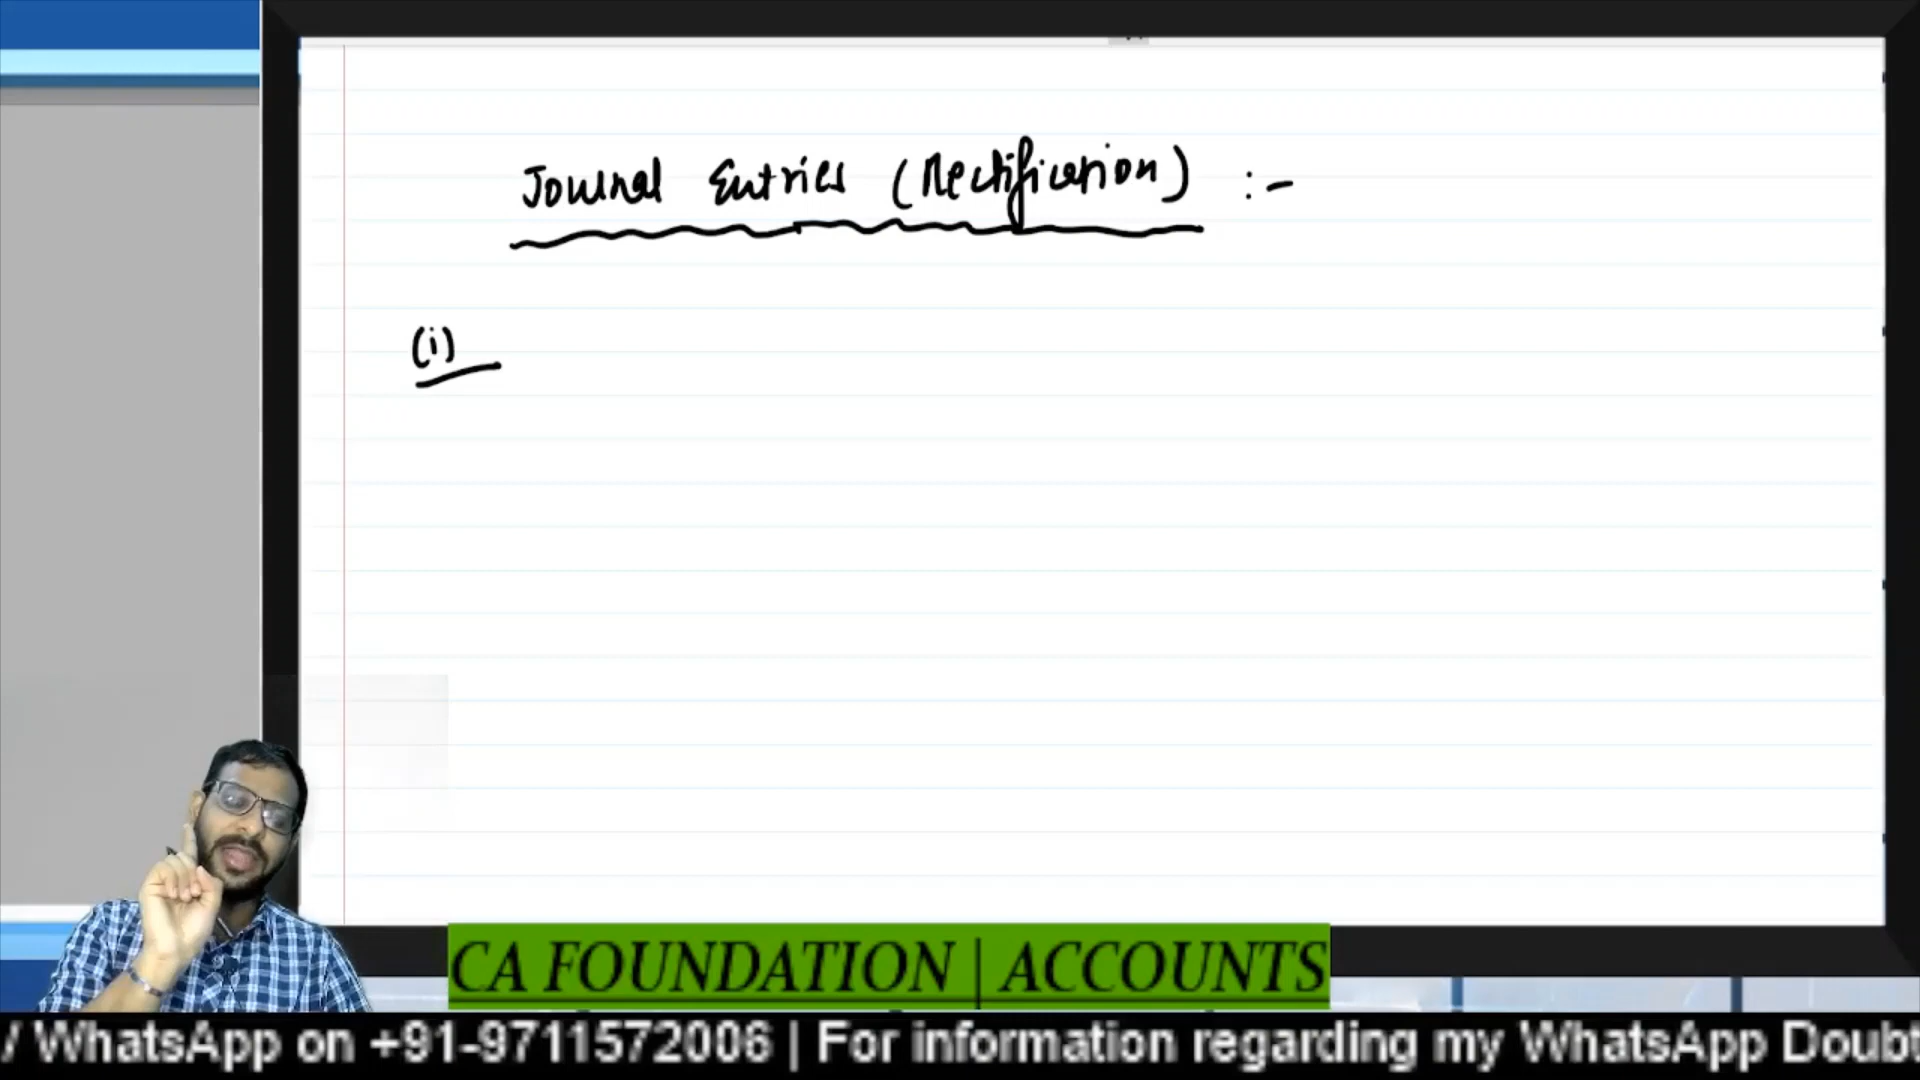 Journal Entries (Rectification) :-
(i)
CA FOUNDATION | ACCOUNTS
/ WhatsApp on +91-9711572006 | For information regarding my WhatsApp Doubt